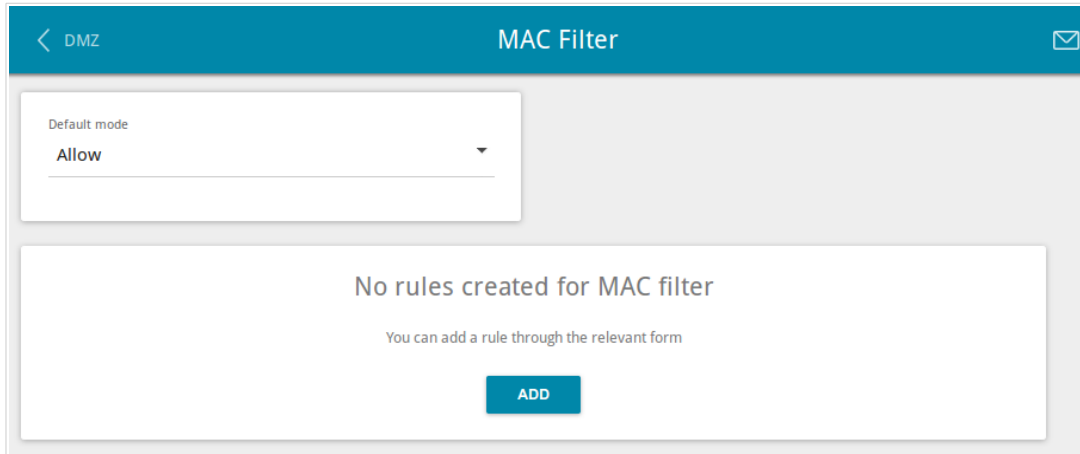 DMZ
MAC Filter
Default mode
Allow
No rules created for MAC filter
You can add a rule through the relevant form
ADD